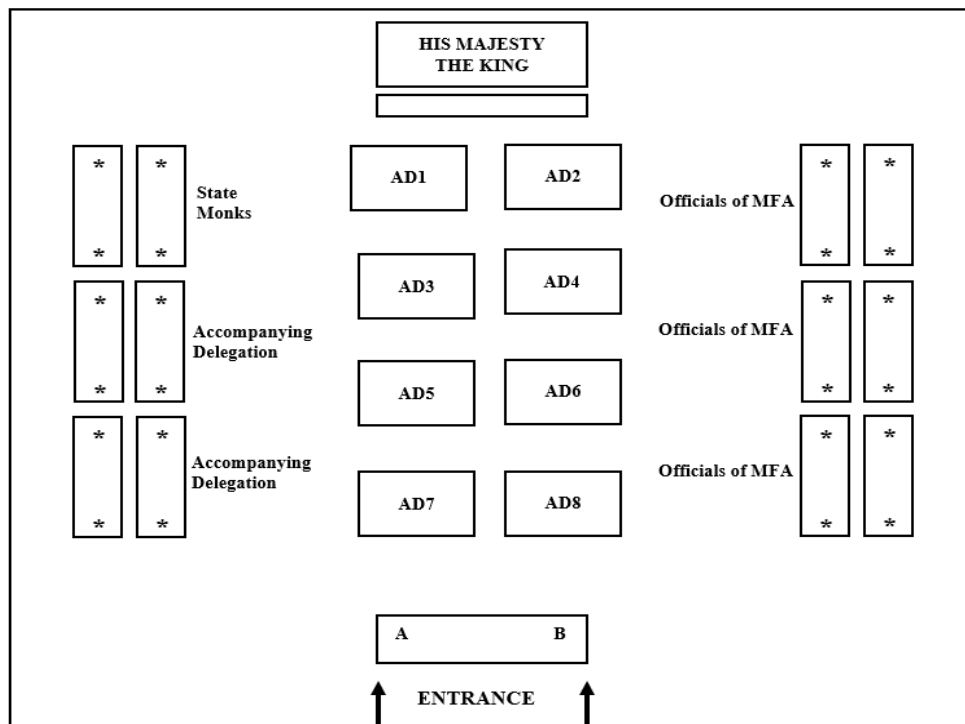 HIS MAJESTY
THE KING
* * AD1 AD2 * *
State
Monks
Officials of MFA
* * * *
* * AD3 AD4 * *
Accompanying
Delegation
Officials of MFA
* * AD5 AD6 * *
* * * *
Accompanying
Delegation
Officials of MFA
* * AD7 AD8 * *
A B
ENTRANCE